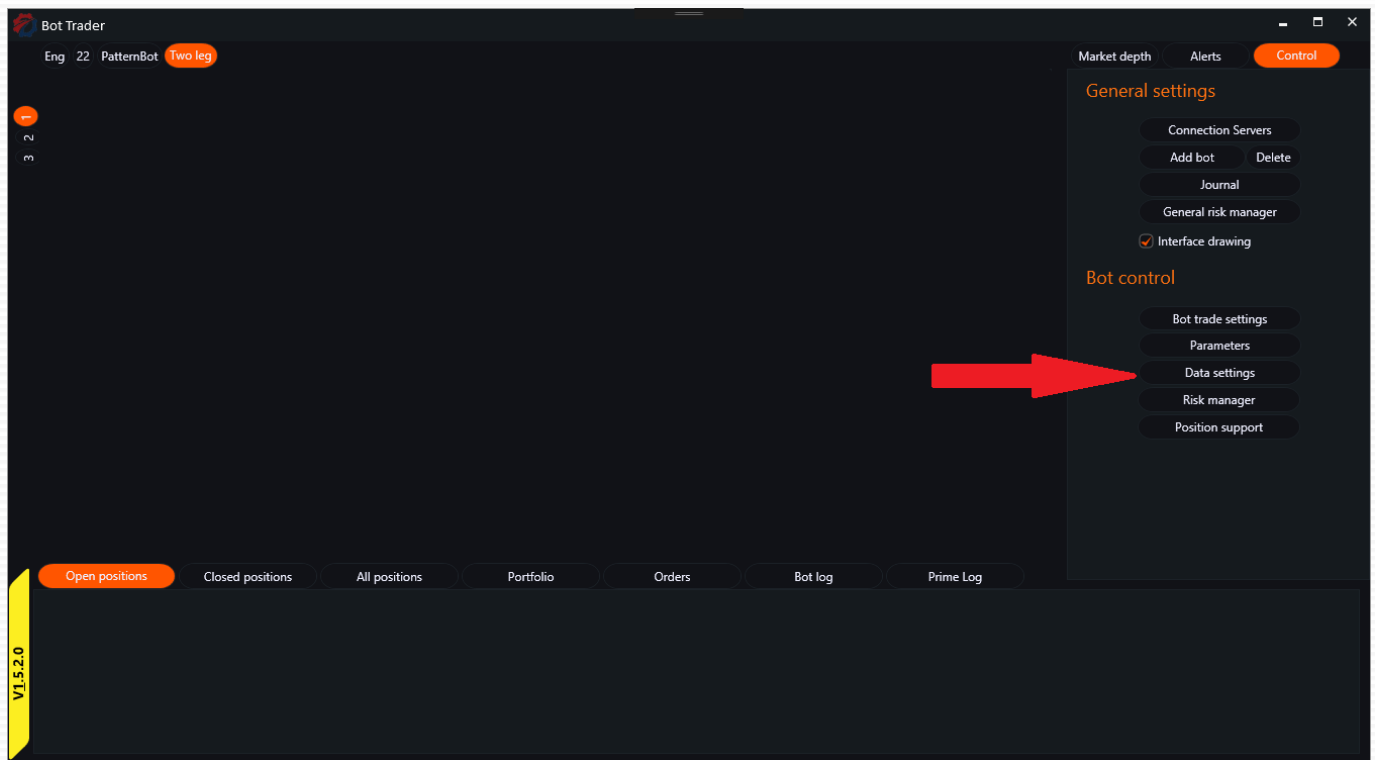 Bot Trader
Eng 22 PatternBot Two leg
Market depth Alerts Control
General settings
1
2
3
Connection Servers
Add bot Delete
Journal
General risk manager
Interface drawing
Bot control
Bot trade settings
Parameters
Data settings
Risk manager
Position support
Open positions Closed positions All positions Portfolio Orders Bot log Prime Log
V1.5.2.0